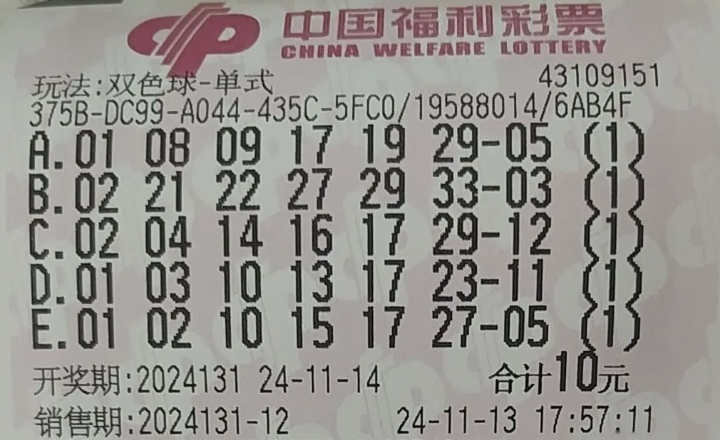 中国福利彩票
CHINA WELFARE LOTTERY
玩法:双色球-单式 43109151
375B-DC99-A044-435C-5FC0/19588014/6AB4F
A.01 08 09 17 19 29-05 (1)
B.02 21 22 27 29 33-03 (1)
C.02 04 14 16 17 29-12 (1)
D.01 03 10 13 17 23-11 (1)
E.01 02 10 15 17 27-05 (1)
开奖期:2024131 24-11-14 合计10元
销售期:2024131-12 24-11-13 17:57:11